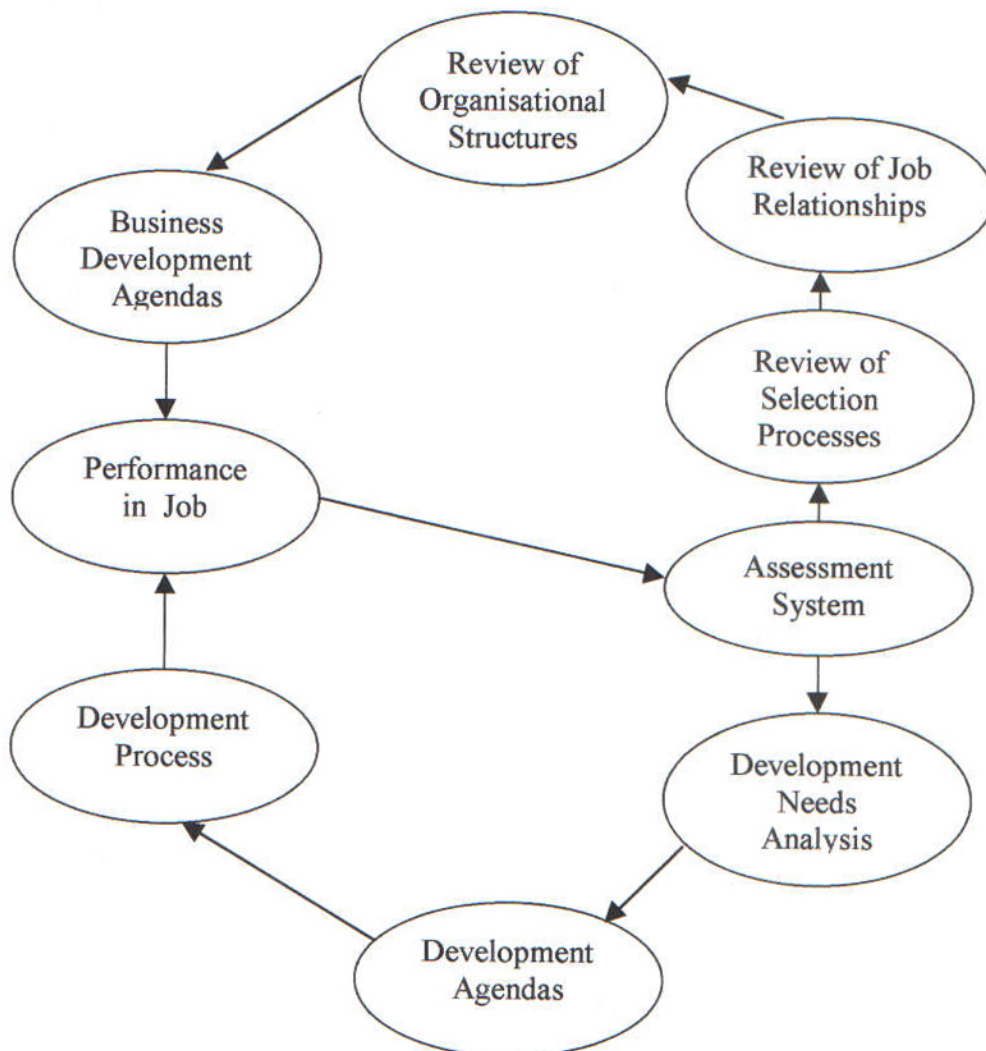 Review of
Organisational
Structures
Review of Job
Relationships
Business
Development
Agendas
Review of
Selection
Processes
Performance
in Job
Assessment
System
Development
Process
Development
Needs
Analysis
Development
Agendas